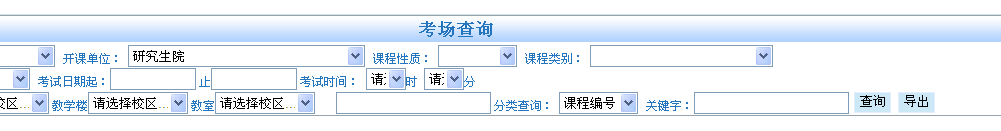 考场查询
开课单位： 研究生院 课程性质： 课程类别：
考试日期起： 止 考试时间： 请 时 请 分
区... 教学楼 请选择校区... 教室 请选择校区... 分类查询： 课程编号 关键字： 查询 导出